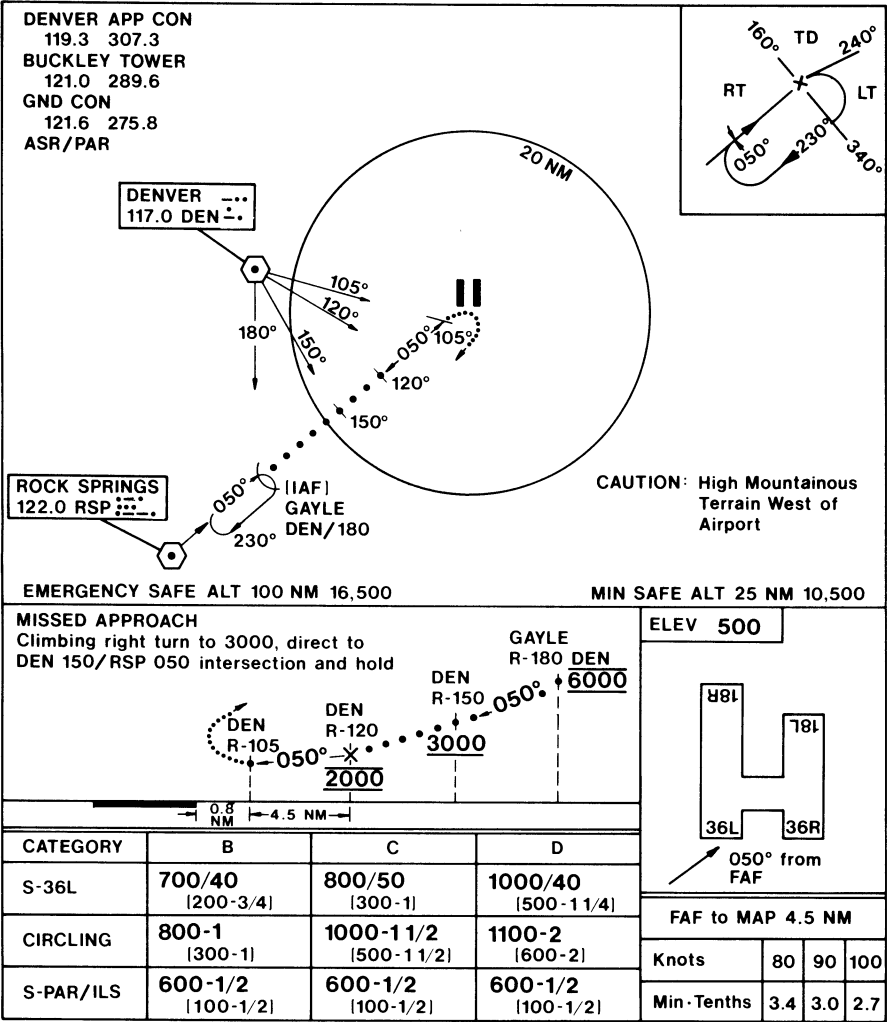 DENVER APP CON
119.3 307.3
BUCKLEY TOWER
121.0 289.6
GND CON
121.6 275.8
ASR/PAR
160°
TD
240°
RT
LT
050°
230°
340°
20 NM
DENVER
117.0 DEN
105°
120°
150°
180°
050°
105°
120°
150°
ROCK SPRINGS
122.0 RSP
050°
230°
(IAF)
GAYLE
DEN/180
CAUTION: High Mountainous
Terrain West of
Airport
EMERGENCY SAFE ALT 100 NM 16,500
MIN SAFE ALT 25 NM 10,500
MISSED APPROACH
Climbing right turn to 3000, direct to
DEN 150/RSP 050 intersection and hold
GAYLE
R-180 DEN
6000
DEN
R-150
050°
3000
DEN
R-120
DEN
R-105
050°
2000
0.8
NM
4.5 NM
ELEV 500
18R
18L
36L
36R
050° from
FAF
CATEGORY B C D
S-36L 700/40 800/50 1000/40
(200-3/4) (300-1) (500-1 1/4)
CIRCLING 800-1 1000-1 1/2 1100-2
(300-1) (500-1 1/2) (600-2)
S-PAR/ILS 600-1/2 600-1/2 600-1/2
(100-1/2) (100-1/2) (100-1/2)
FAF to MAP 4.5 NM
Knots 80 90 100
Min·Tenths 3.4 3.0 2.7